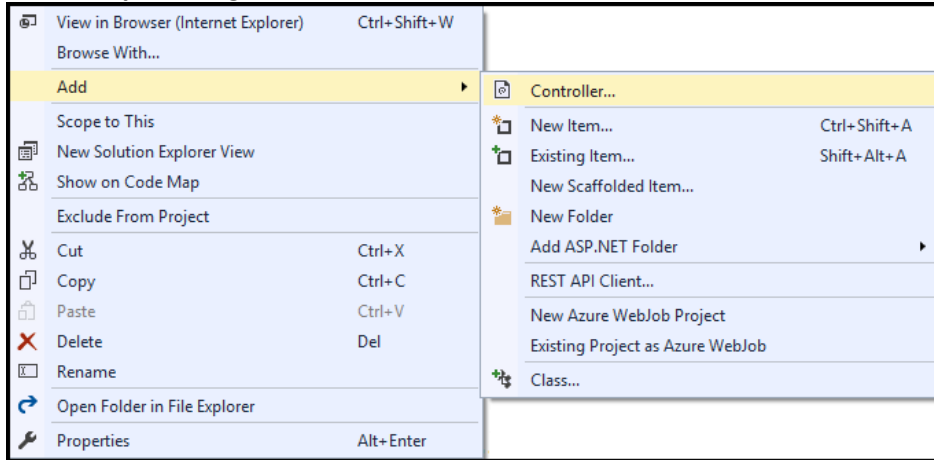 View in Browser (Internet Explorer) Ctrl+Shift+W
Browse With...
Add
Scope to This
New Solution Explorer View
Show on Code Map
Exclude From Project
Cut Ctrl+X
Copy Ctrl+C
Paste Ctrl+V
Delete Del
Rename
Open Folder in File Explorer
Properties Alt+Enter
Controller...
New Item... Ctrl+Shift+A
Existing Item... Shift+Alt+A
New Scaffolded Item...
New Folder
Add ASP.NET Folder
REST API Client...
New Azure WebJob Project
Existing Project as Azure WebJob
Class...